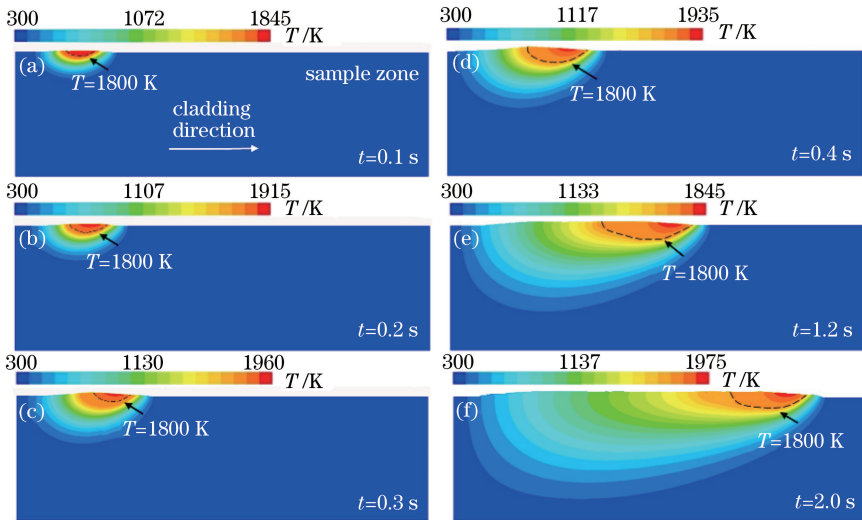 300 1072 1845 T/K
(a)
T=1800 K
sample zone
cladding
direction
t=0.1 s
300 1107 1915 T/K
(b)
T=1800 K
t=0.2 s
300 1130 1960 T/K
(c)
T=1800 K
t=0.3 s
300 1117 1935 T/K
(d)
T=1800 K
t=0.4 s
300 1133 1845 T/K
(e)
T=1800 K
t=1.2 s
300 1137 1975 T/K
(f)
T=1800 K
t=2.0 s